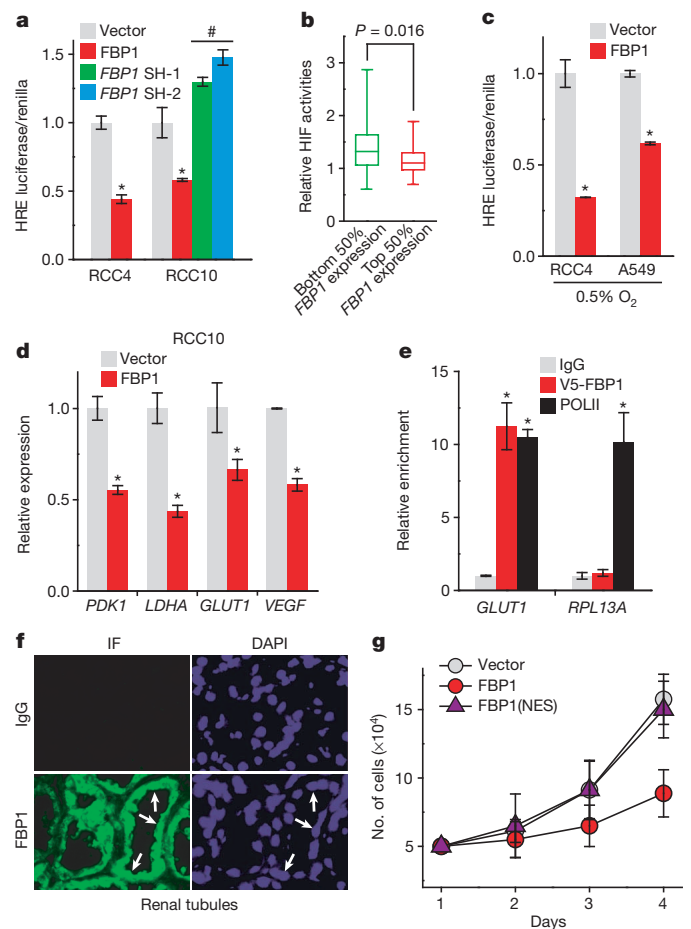 a
Vector
FBP1
FBP1 SH-1
FBP1 SH-2
#
HRE luciferase/renilla
1.5
1.0
0.5
0.0
*
*
RCC4
RCC10
b
P = 0.016
Relative HIF activities
3
2
1
0
Bottom 50%
FBP1 expression
Top 50%
FBP1 expression
c
Vector
FBP1
HRE luciferase/renilla
1.0
0.5
0.0
*
*
RCC4
A549
0.5% O2
d
RCC10
Vector
FBP1
Relative expression
1.0
0.5
0.0
*
*
*
*
PDK1
LDHA
GLUT1
VEGF
e
IgG
V5-FBP1
POLII
Relative enrichment
15
10
5
0
*
*
*
GLUT1
RPL13A
f
IF
DAPI
IgG
FBP1
Renal tubules
g
Vector
FBP1
FBP1(NES)
No. of cells (×10⁴)
15
10
5
1
2
3
4
Days